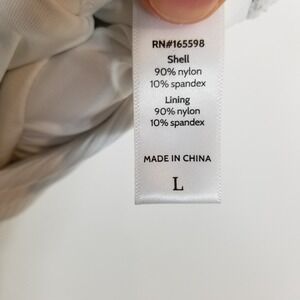 RN#165598
Shell
90% nylon
10% spandex
Lining
90% nylon
10% spandex
MADE IN CHINA
L